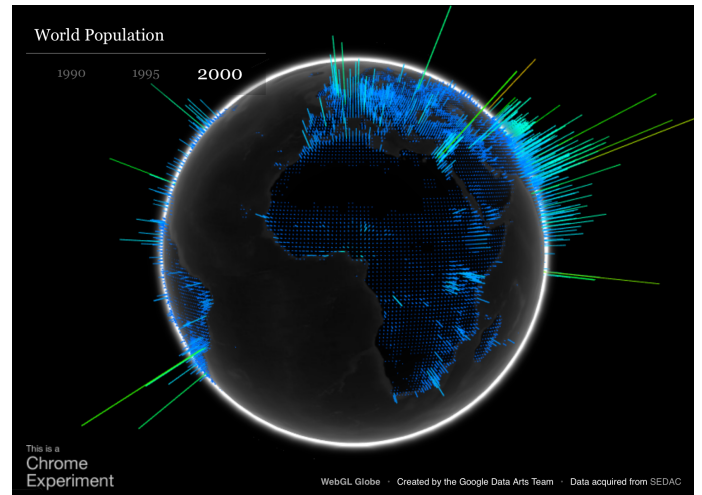 World Population
1990 1995 2000
This is a
Chrome
Experiment
WebGL Globe · Created by the Google Data Arts Team · Data acquired from SEDAC